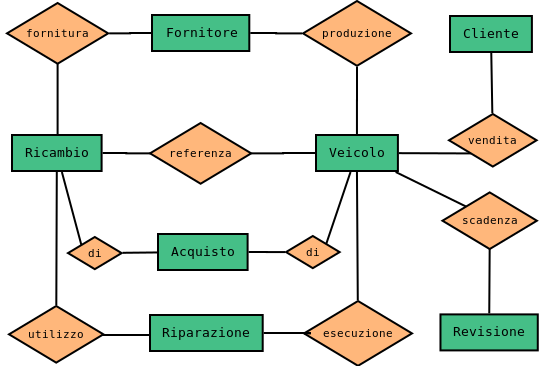 fornitura
Fornitore
produzione
Cliente
Ricambio
referenza
Veicolo
vendita
scadenza
di
Acquisto
di
utilizzo
Riparazione
esecuzione
Revisione